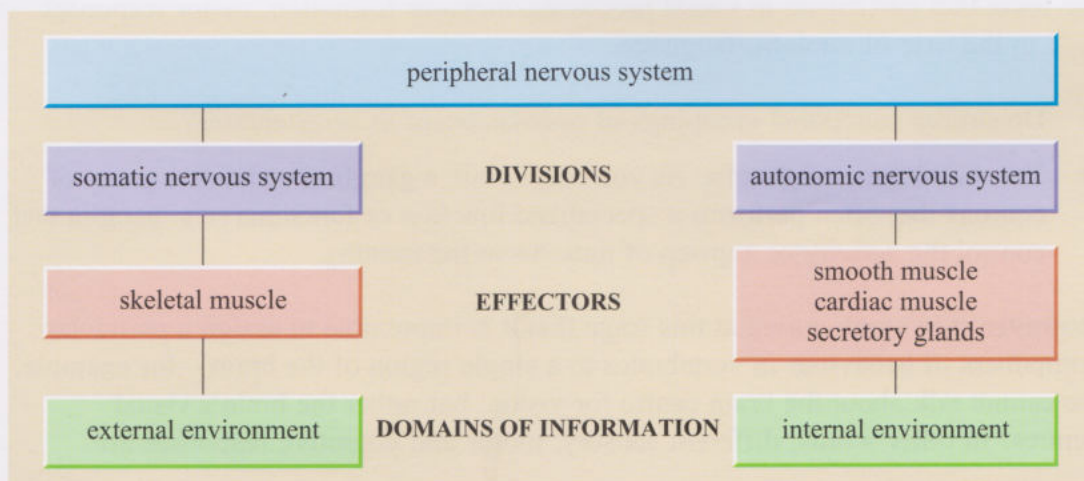 peripheral nervous system
somatic nervous system DIVISIONS autonomic nervous system
skeletal muscle EFFECTORS smooth muscle
cardiac muscle
secretory glands
external environment DOMAINS OF INFORMATION internal environment